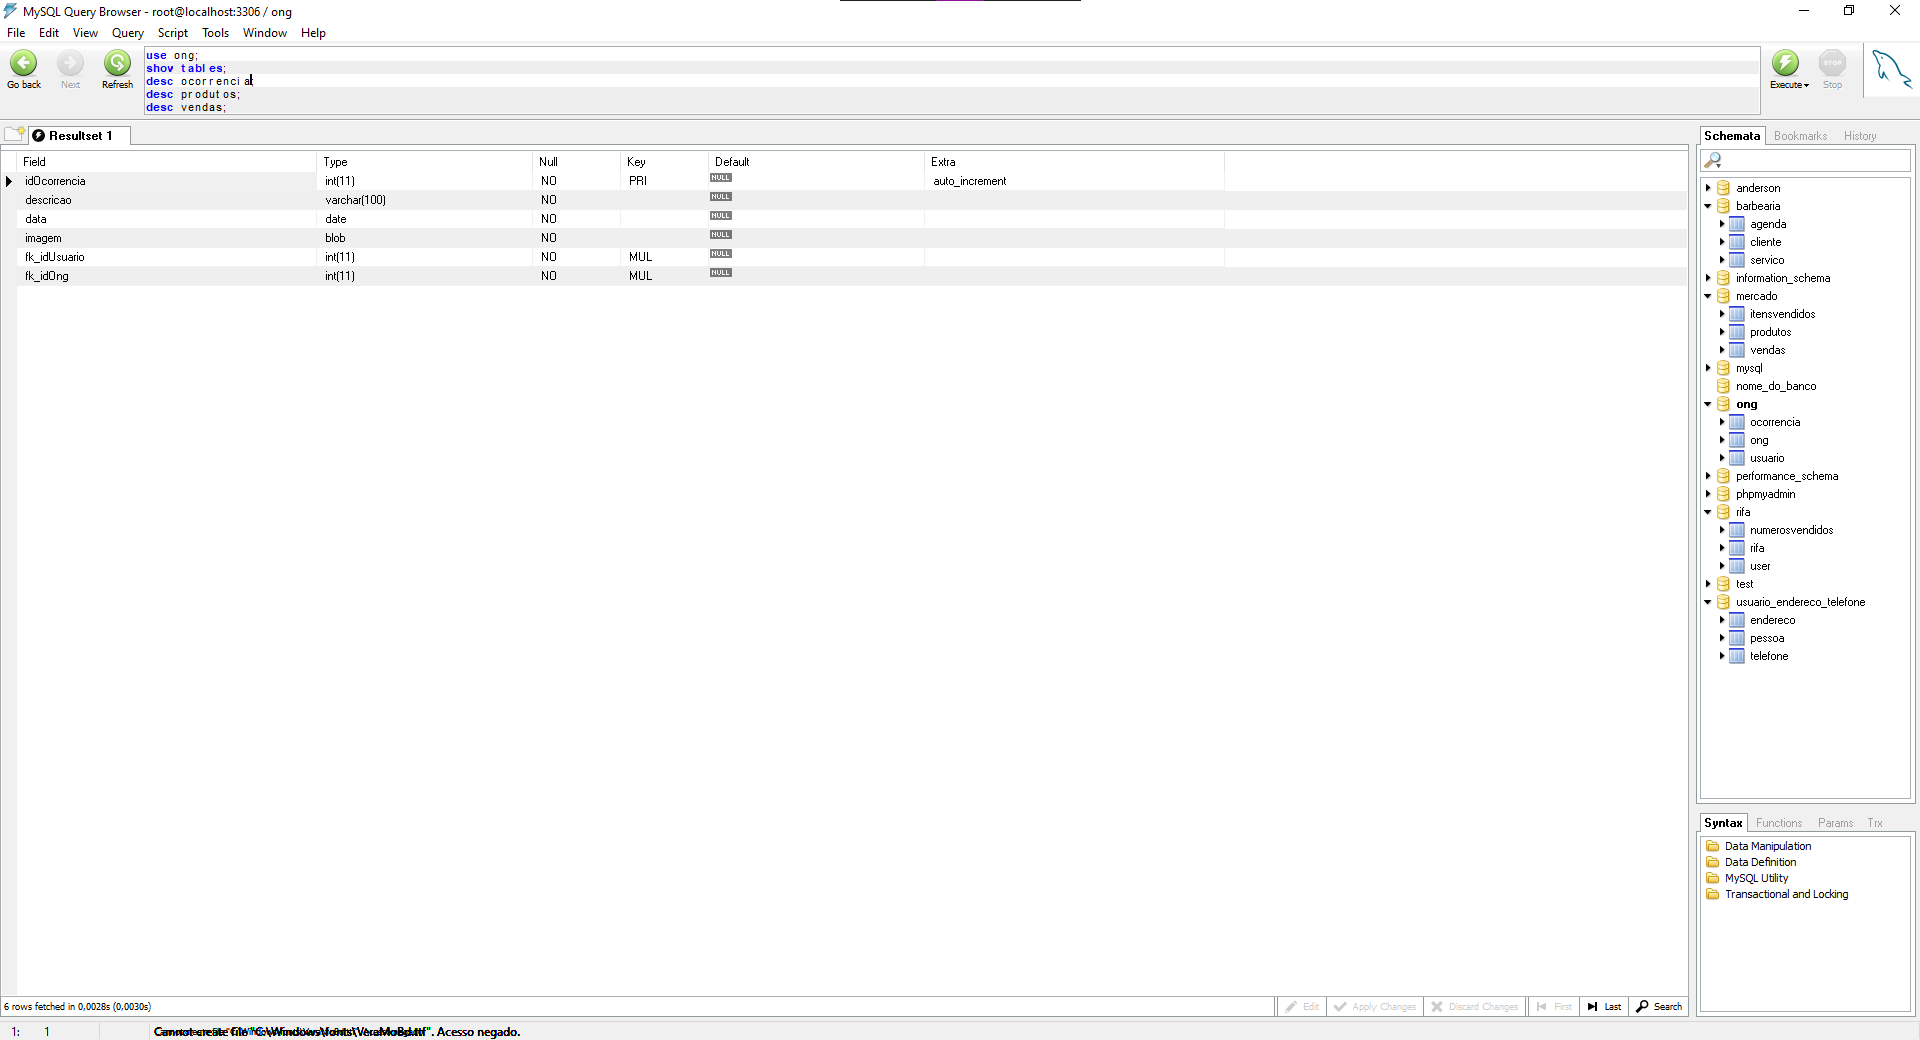 MySQL Query Browser - root@localhost:3306 / ong
File Edit View Query Script Tools Window Help
Go back Next Refresh
use ong;
show tables;
desc ocorrencia;
desc produtos;
desc vendas;
Execute STOP Stop
Resultset 1
Field Type Null Key Default Extra
idOcorrencia int(11) NO PRI NULL auto_increment
descricao varchar(100) NO NULL
data date NO NULL
imagem blob NO NULL
fk_idUsuario int(11) NO MUL NULL
fk_idOng int(11) NO MUL NULL
Schemata Bookmarks History
anderson
barbearia
agenda
cliente
servico
information_schema
mercado
itensvendidos
produtos
vendas
mysql
nome_do_banco
ong
ocorrencia
ong
usuario
performance_schema
phpmyadmin
rifa
numerosvendidos
rifa
user
test
usuario_endereco_telefone
endereco
pessoa
telefone
Syntax Functions Params Trx
Data Manipulation
Data Definition
MySQL Utility
Transactional and Locking
6 rows fetched in 0,0028s (0,0030s)
Edit Apply Changes Discard Changes First Last Search
1: 1 Cannot create file "C:\Windows\fonts\VeraMoBd.ttf". Acesso negado.